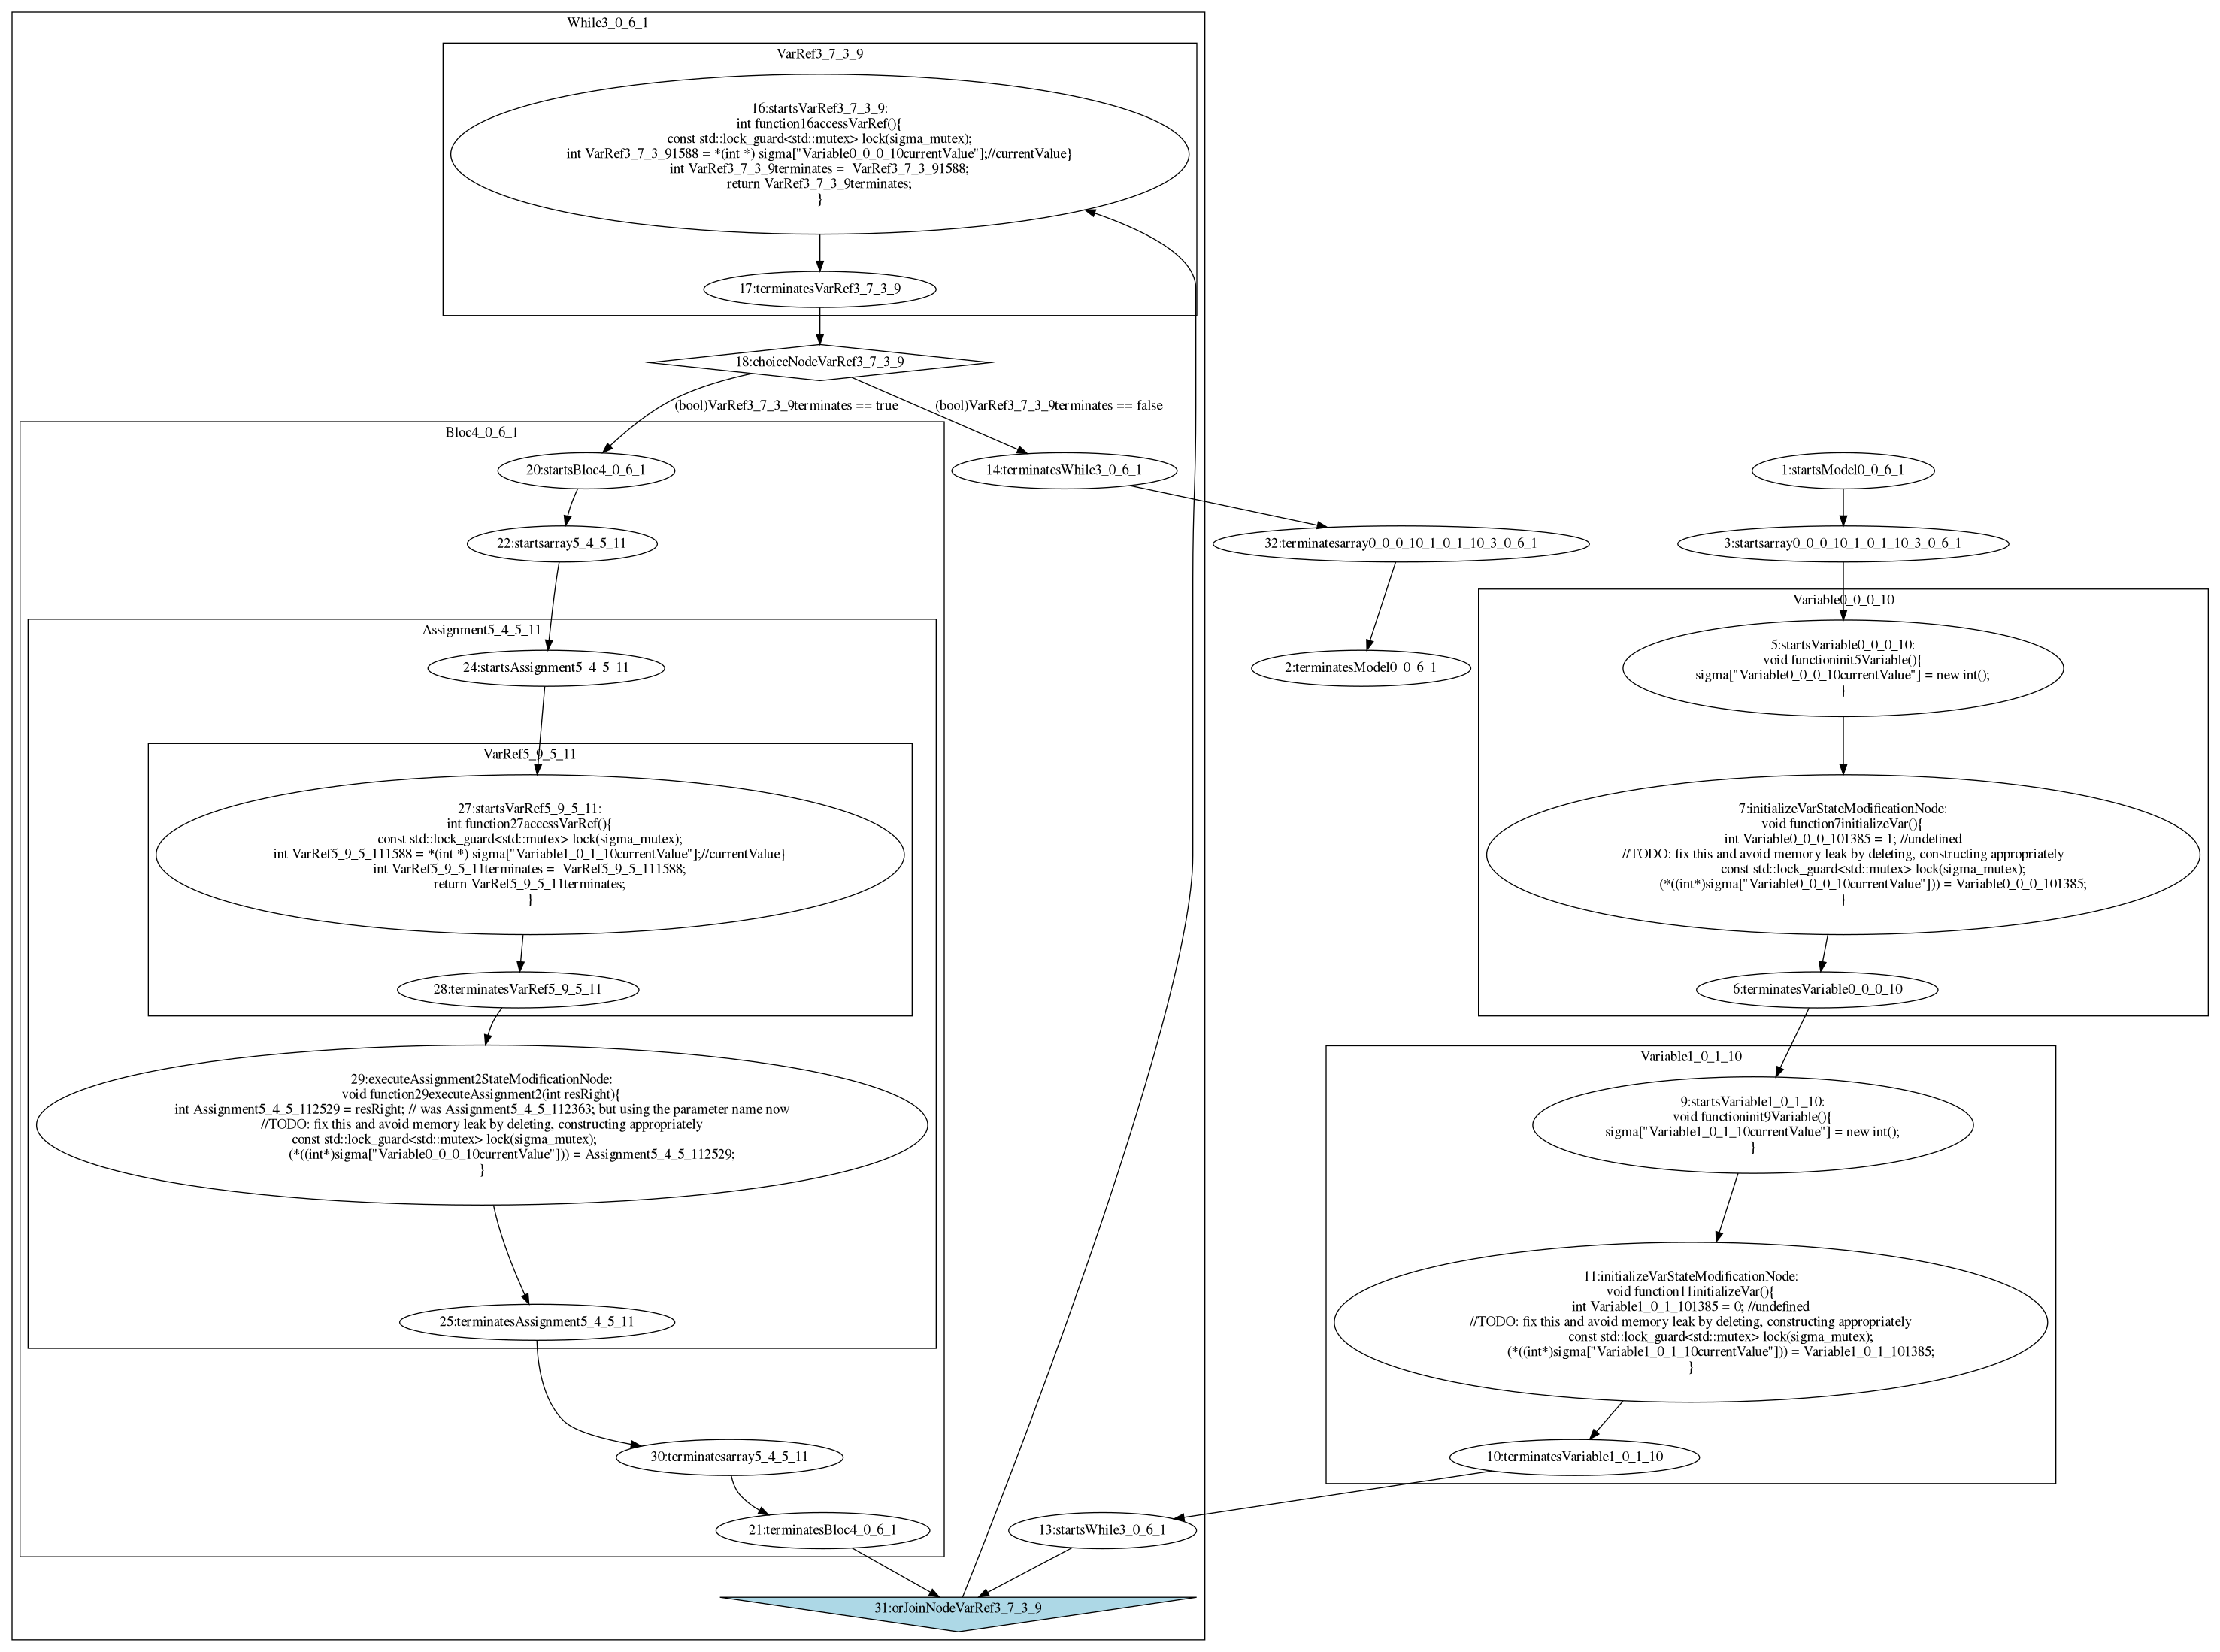 While3_0_6_1
VarRef3_7_3_9
16:startsVarRef3_7_3_9:
int function16accessVarRef(){
const std::lock_guard<std::mutex> lock(sigma_mutex);
int VarRef3_7_3_91588 = *(int *) sigma["Variable0_0_0_10currentValue"];//currentValue}
int VarRef3_7_3_9terminates =  VarRef3_7_3_91588;
return VarRef3_7_3_9terminates;
}
17:terminatesVarRef3_7_3_9
18:choiceNodeVarRef3_7_3_9
(bool)VarRef3_7_3_9terminates == true
(bool)VarRef3_7_3_9terminates == false
Bloc4_0_6_1
20:startsBloc4_0_6_1
14:terminatesWhile3_0_6_1
1:startsModel0_0_6_1
22:startsarray5_4_5_11
32:terminatesarray0_0_0_10_1_0_1_10_3_0_6_1
3:startsarray0_0_0_10_1_0_1_10_3_0_6_1
Assignment5_4_5_11
24:startsAssignment5_4_5_11
2:terminatesModel0_0_6_1
Variable0_0_0_10
5:startsVariable0_0_0_10:
void functioninit5Variable(){
sigma["Variable0_0_0_10currentValue"] = new int();
}
VarRef5_9_5_11
27:startsVarRef5_9_5_11:
int function27accessVarRef(){
const std::lock_guard<std::mutex> lock(sigma_mutex);
int VarRef5_9_5_111588 = *(int *) sigma["Variable1_0_1_10currentValue"];//currentValue}
int VarRef5_9_5_11terminates =  VarRef5_9_5_111588;
return VarRef5_9_5_11terminates;
}
7:initializeVarStateModificationNode:
void function7initializeVar(){
int Variable0_0_0_101385 = 1; //undefined
//TODO: fix this and avoid memory leak by deleting, constructing appropriately
const std::lock_guard<std::mutex> lock(sigma_mutex);
(*((int*)sigma["Variable0_0_0_10currentValue"])) = Variable0_0_0_101385;
}
28:terminatesVarRef5_9_5_11
6:terminatesVariable0_0_0_10
29:executeAssignment2StateModificationNode:
void function29executeAssignment2(int resRight){
int Assignment5_4_5_112529 = resRight; // was Assignment5_4_5_112363; but using the parameter name now
//TODO: fix this and avoid memory leak by deleting, constructing appropriately
const std::lock_guard<std::mutex> lock(sigma_mutex);
(*((int*)sigma["Variable0_0_0_10currentValue"])) = Assignment5_4_5_112529;
}
Variable1_0_1_10
9:startsVariable1_0_1_10:
void functioninit9Variable(){
sigma["Variable1_0_1_10currentValue"] = new int();
}
25:terminatesAssignment5_4_5_11
11:initializeVarStateModificationNode:
void function11initializeVar(){
int Variable1_0_1_101385 = 0; //undefined
//TODO: fix this and avoid memory leak by deleting, constructing appropriately
const std::lock_guard<std::mutex> lock(sigma_mutex);
(*((int*)sigma["Variable1_0_1_10currentValue"])) = Variable1_0_1_101385;
}
30:terminatesarray5_4_5_11
10:terminatesVariable1_0_1_10
21:terminatesBloc4_0_6_1
13:startsWhile3_0_6_1
31:orJoinNodeVarRef3_7_3_9